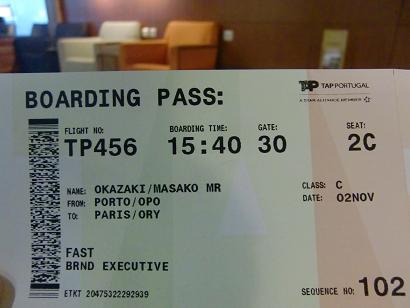 TAP TAP PORTUGAL
A STAR ALLIANCE MEMBER
BOARDING PASS:
FLIGHT NO: BOARDING TIME: GATE: SEAT:
TP456 15:40 30 2C
NAME: OKAZAKI/MASAKO MR CLASS: C
FROM: PORTO/OPO DATE: 02NOV
TO: PARIS/ORY
FAST
BRND EXECUTIVE
ETKT 20475322292939 SEQUENCE NO: 102